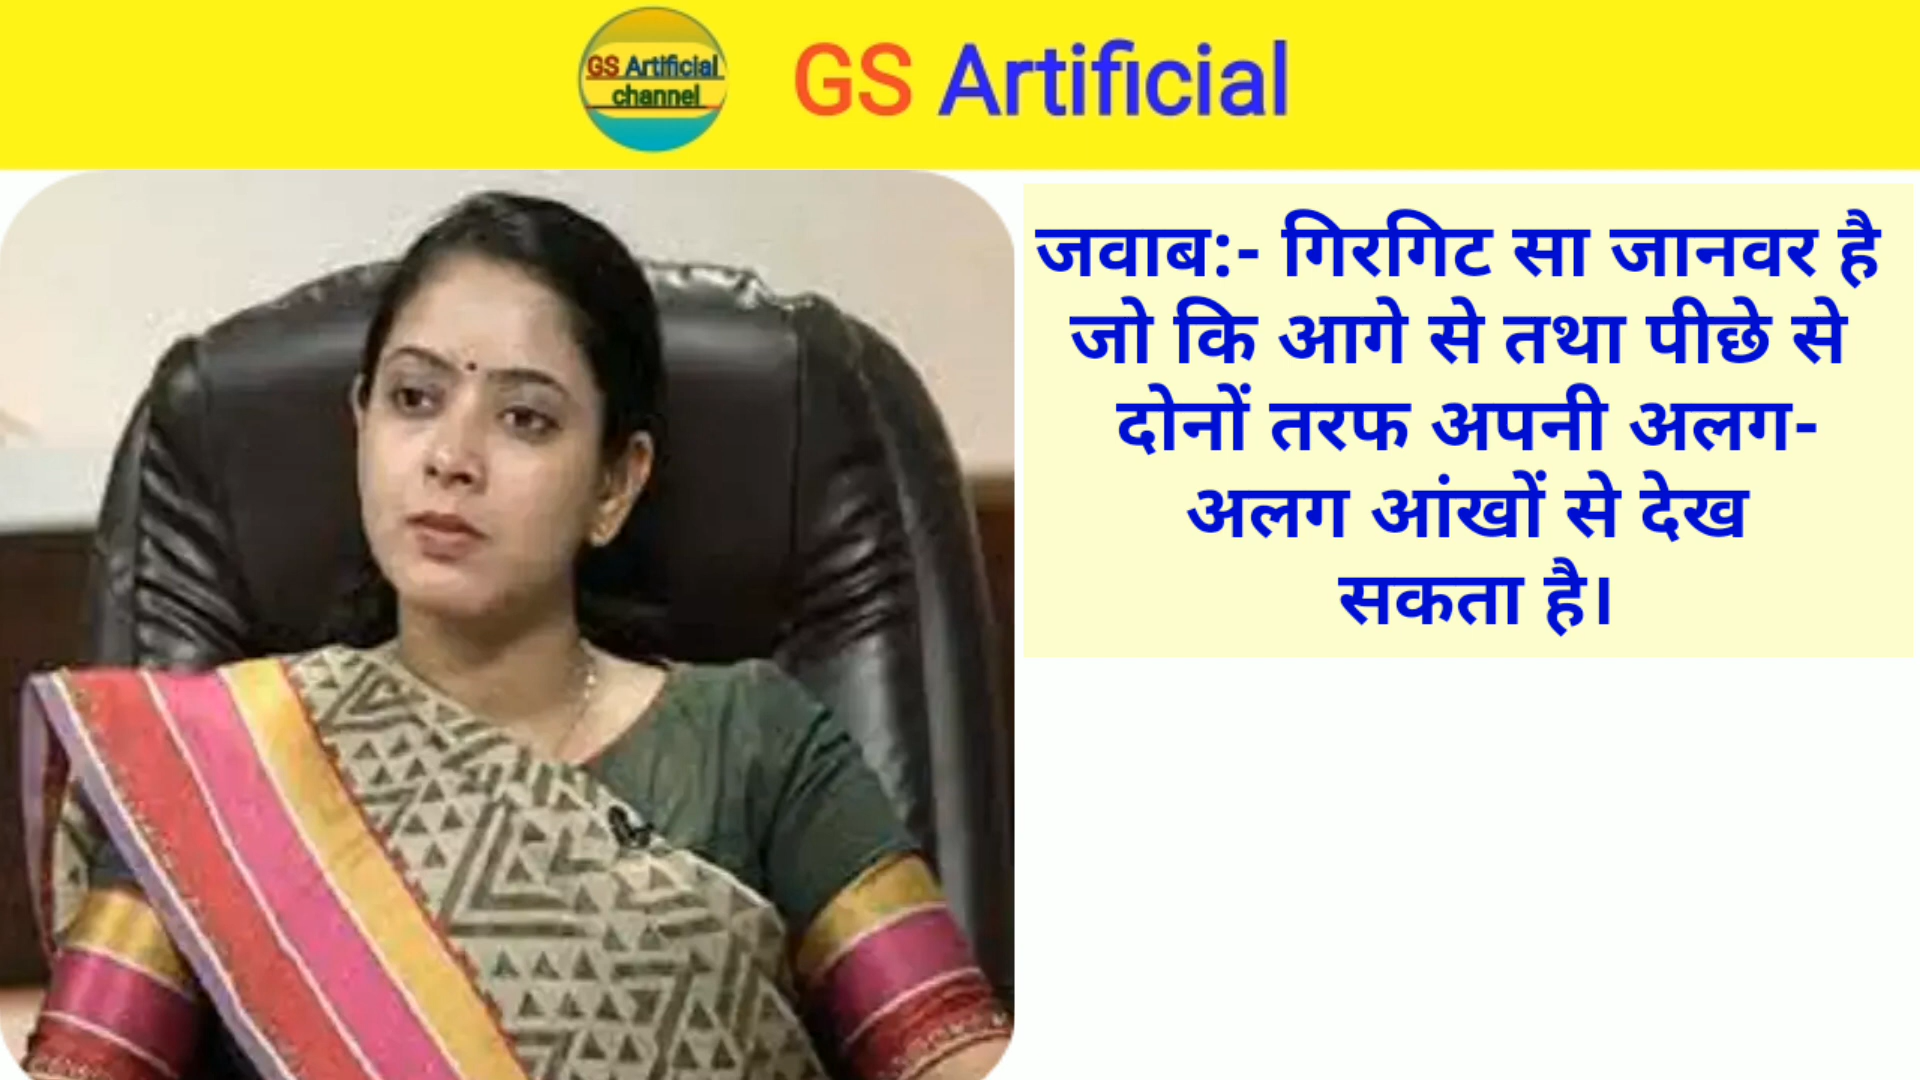 GS Artificial
channel
GS Artificial
जवाब:- गिरगिट सा जानवर है
जो कि आगे से तथा पीछे से
दोनों तरफ अपनी अलग-
अलग आंखों से देख
सकता है।